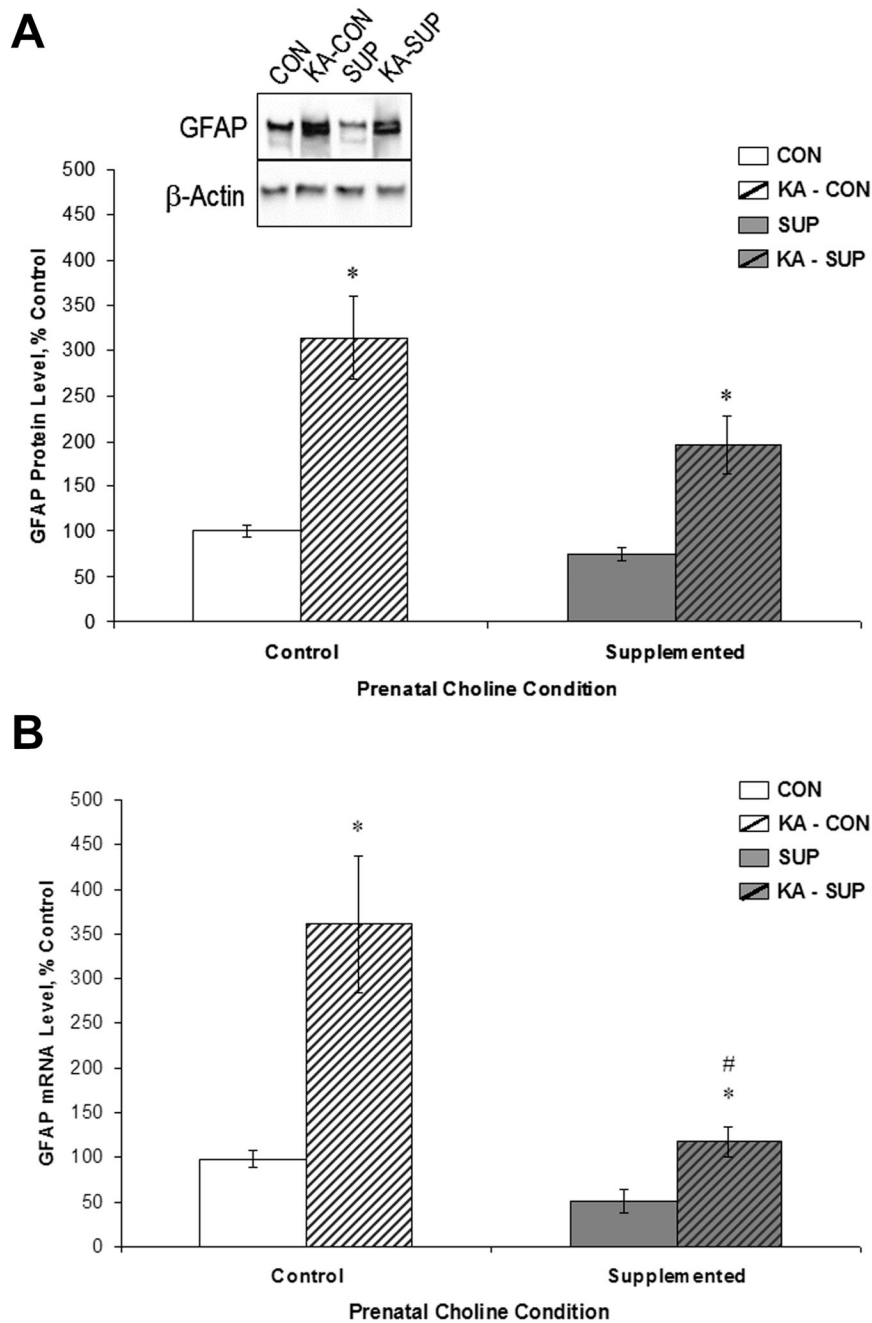 A
CON
KA-CON
SUP
KA-SUP
GFAP
β-Actin
500
450
400
350
300
250
200
150
100
50
0
GFAP Protein Level, % Control
*
*
CON
KA - CON
SUP
KA - SUP
Control
Supplemented
Prenatal Choline Condition
B
500
450
400
350
300
250
200
150
100
50
0
GFAP mRNA Level, % Control
*
#
*
CON
KA - CON
SUP
KA - SUP
Control
Supplemented
Prenatal Choline Condition